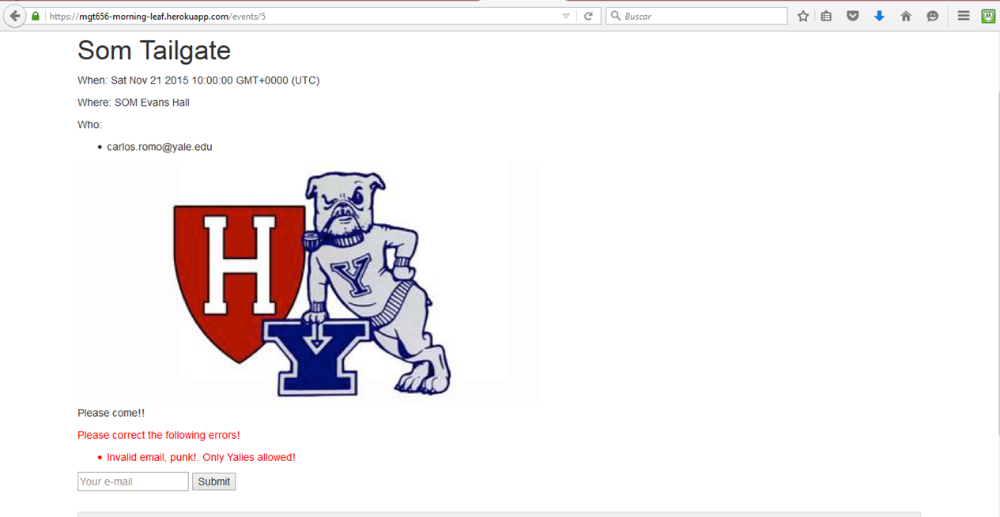 https://mgt656-morning-leaf.herokuapp.com/events/5
Buscar
Som Tailgate
When: Sat Nov 21 2015 10:00:00 GMT+0000 (UTC)
Where: SOM Evans Hall
Who:
• carlos.romo@yale.edu
H
Y
Y
Please come!!
Please correct the following errors!
• Invalid email, punk!. Only Yalies allowed!
Your e-mail Submit